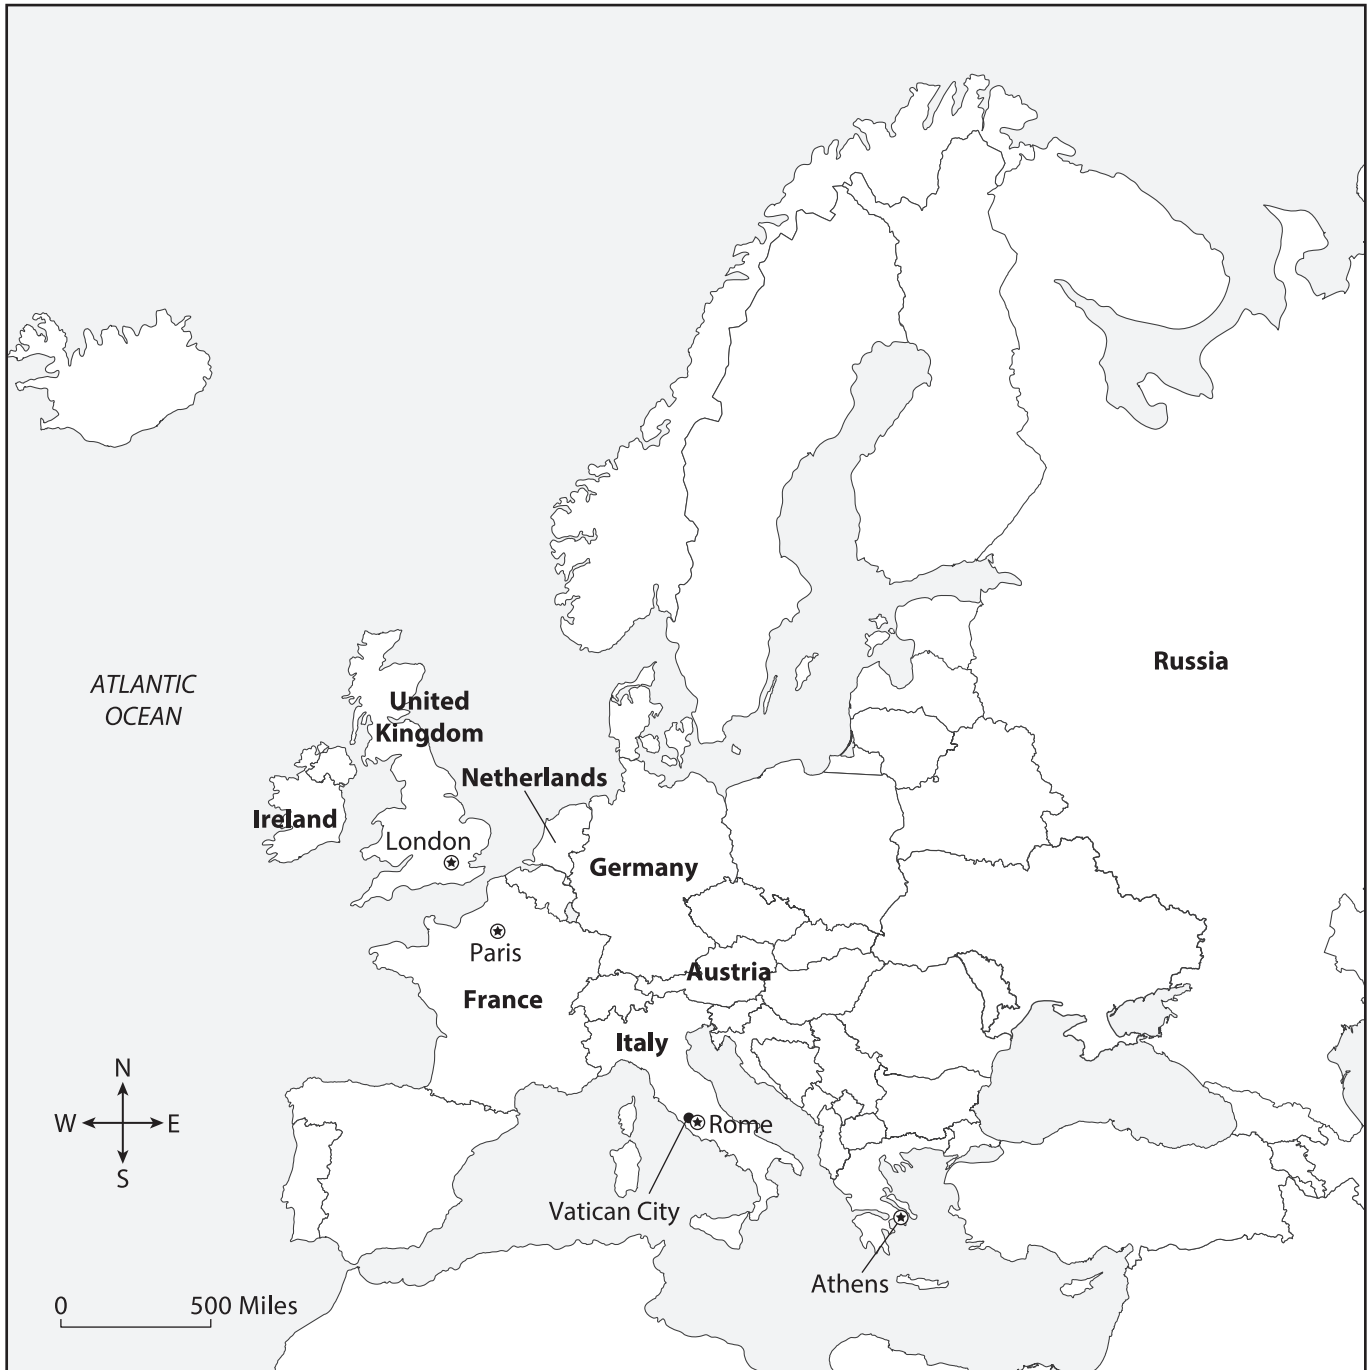 Russia
ATLANTIC
OCEAN
United
Kingdom
Netherlands
Ireland
London
Germany
Paris
Austria
France
Italy
N
W
E
S
Rome
Vatican City
Athens
0
500 Miles